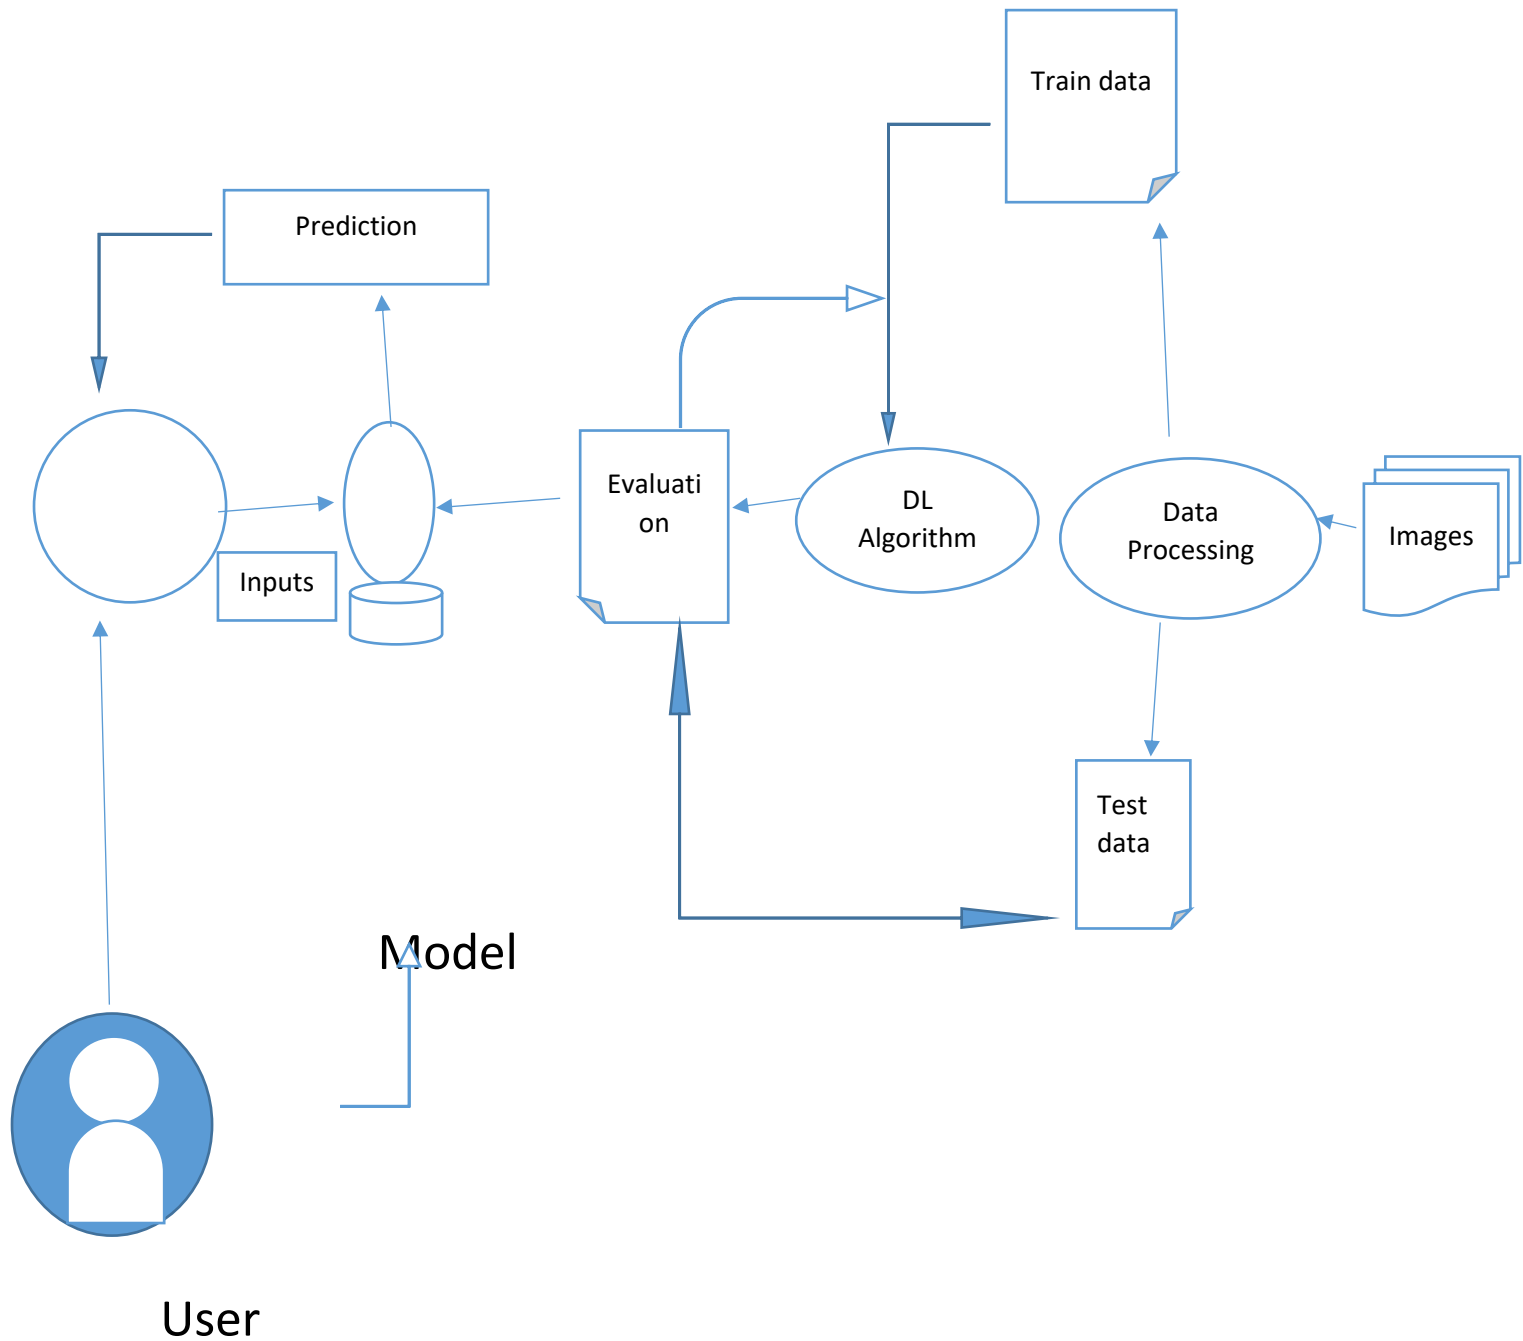 Train data
Prediction
Evaluati
on
DL
Algorithm
Data
Processing
Images
Inputs
Test
data
Model
User